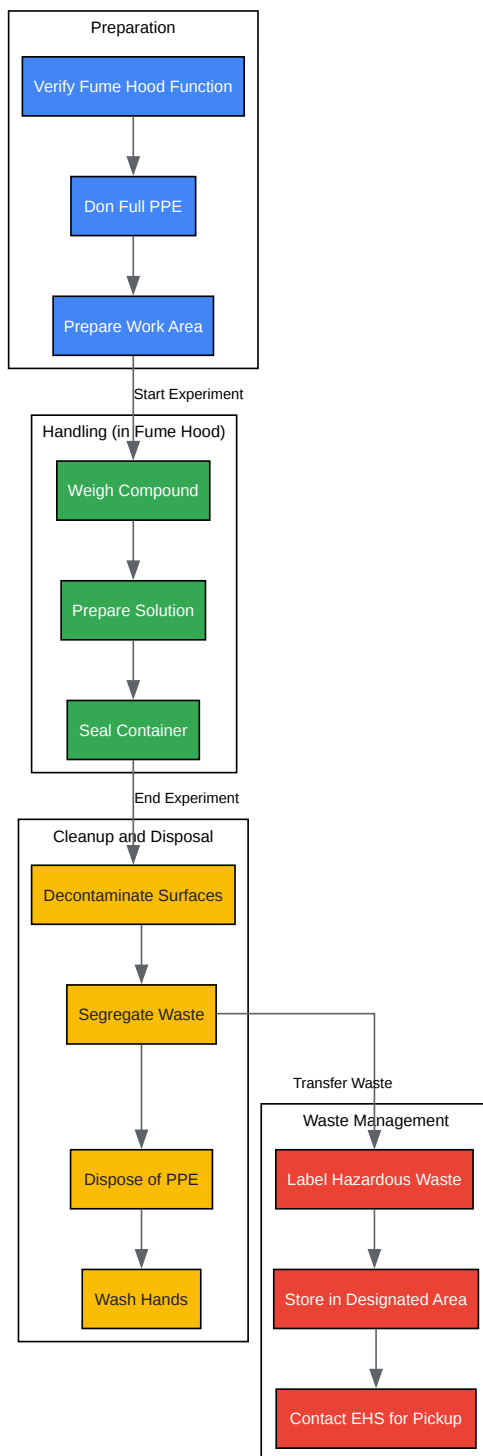 Preparation
Verify Fume Hood Function
Don Full PPE
Prepare Work Area
Start Experiment
Handling (in Fume Hood)
Weigh Compound
Prepare Solution
Seal Container
End Experiment
Cleanup and Disposal
Decontaminate Surfaces
Segregate Waste
Transfer Waste
Waste Management
Dispose of PPE
Label Hazardous Waste
Wash Hands
Store in Designated Area
Contact EHS for Pickup